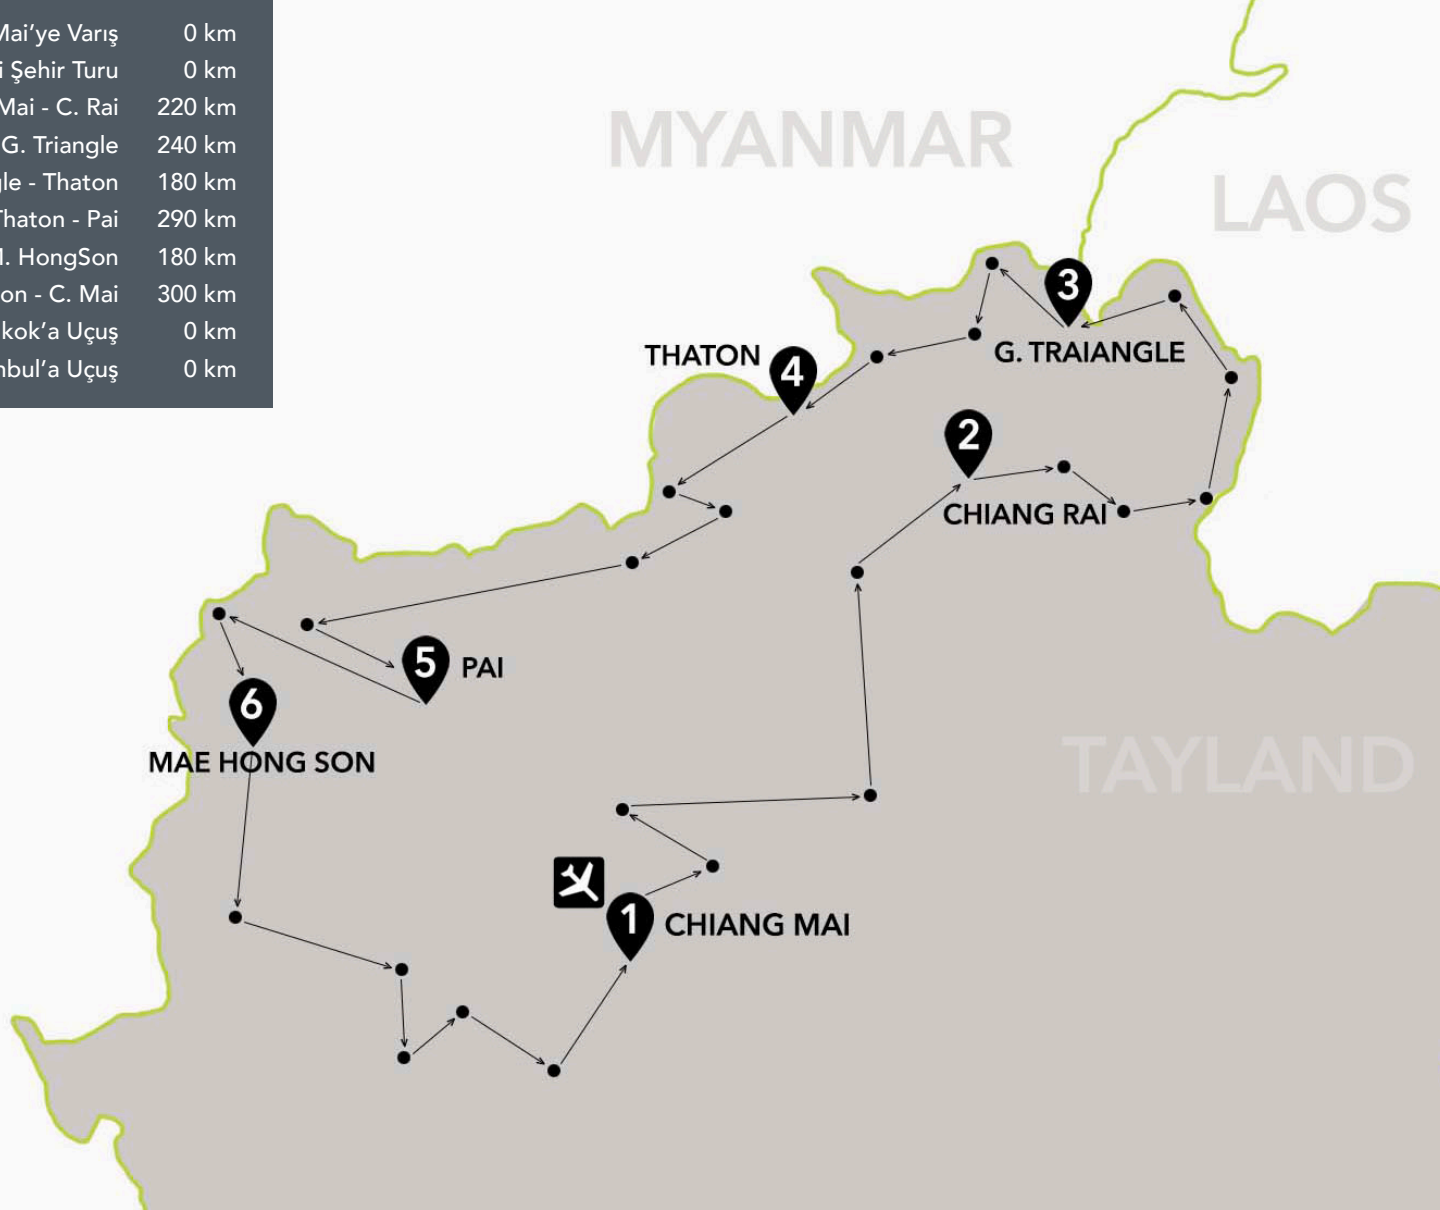 Mai’ye Varış 0 km
i Şehir Turu 0 km
Mai - C. Rai 220 km
G. Triangle 240 km
gle - Thaton 180 km
Thaton - Pai 290 km
M. HongSon 180 km
on - C. Mai 300 km
kok’a Uçuş 0 km
nbul’a Uçuş 0 km
MYANMAR
LAOS
3
G. TRAIANGLE
THATON
4
2
CHIANG RAI
5 PAI
6
MAE HONG SON
TAYLAND
1 CHIANG MAI